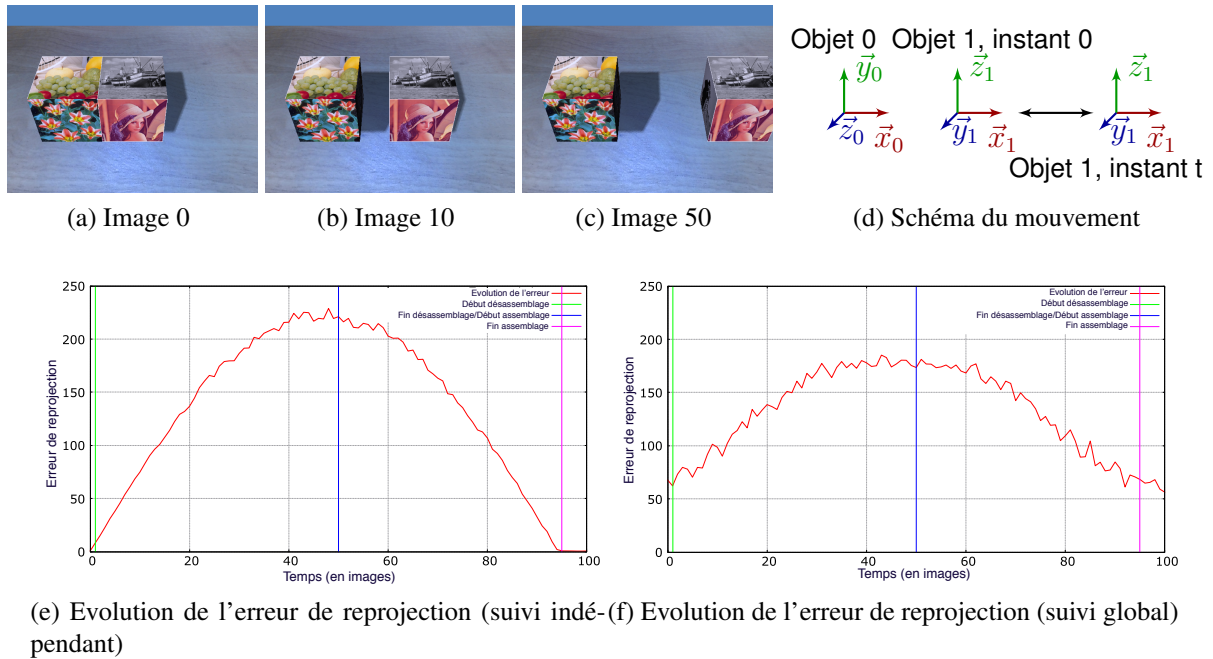 Objet 0 Objet 1, instant 0
y⃗0 z⃗1 z⃗1
z⃗0 x⃗0 y⃗1 x⃗1 y⃗1 x⃗1
Objet 1, instant t
(a) Image 0 (b) Image 10 (c) Image 50 (d) Schéma du mouvement
250
200
150
100
50
0
0 20 40 60 80 100
Erreur de reprojection
Temps (en images)
Evolution de l'erreur
Début désassemblage
Fin désassemblage/Début assemblage
Fin assemblage
250
200
150
100
50
0
0 20 40 60 80 100
Erreur de reprojection
Temps (en images)
Evolution de l'erreur
Début désassemblage
Fin désassemblage/Début assemblage
Fin assemblage
(e) Evolution de l'erreur de reprojection (suivi indé-
pendant)
(f) Evolution de l'erreur de reprojection (suivi global)